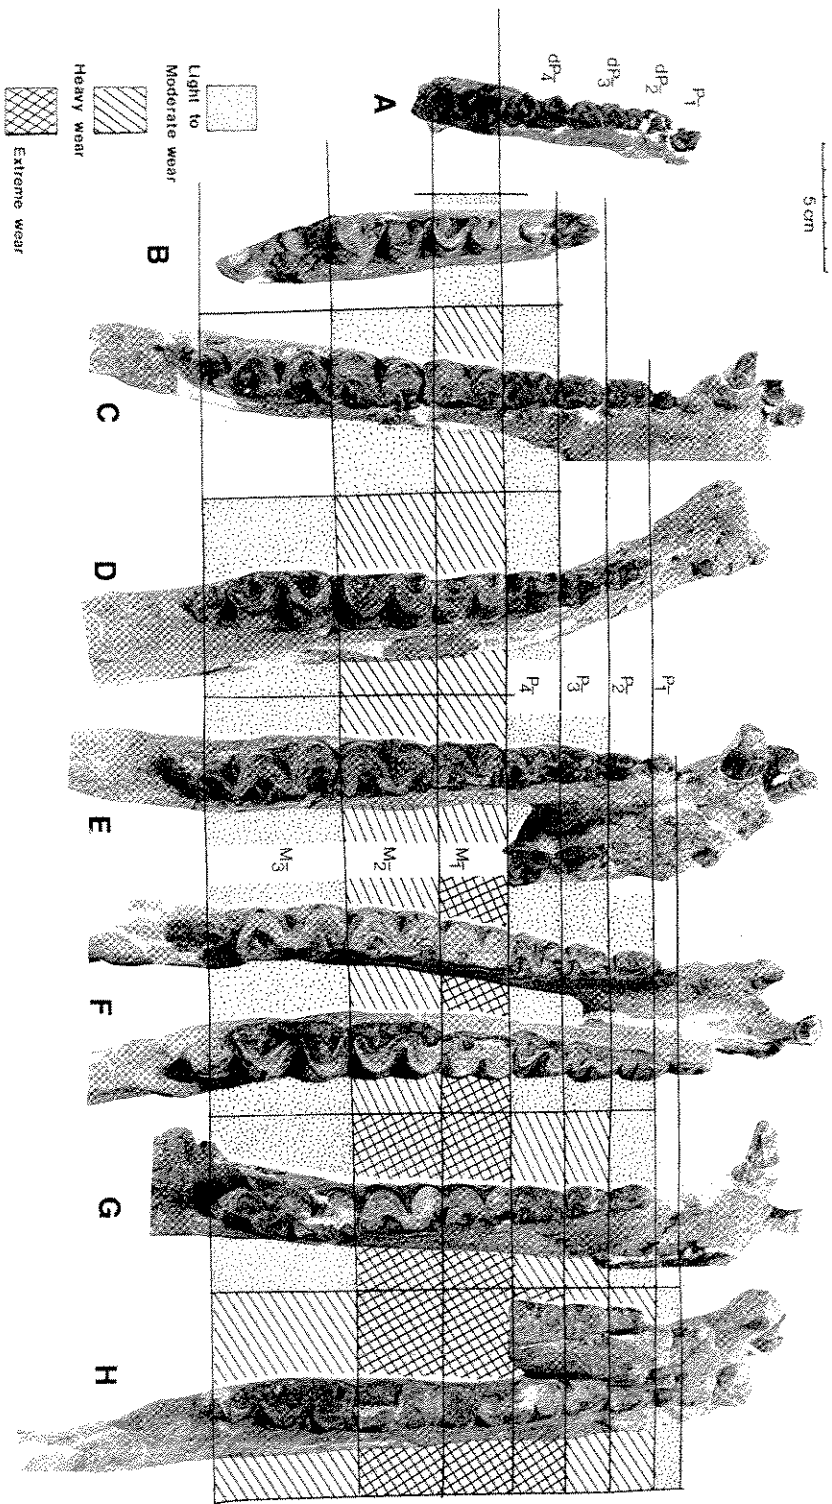 5 cm
P1
dP2
dP3
dP4
A
Light to
Moderate wear
Heavy wear
Extreme wear
B
C
D
P1
P2
P3
P4
E
M1
M2
M3
F
G
H